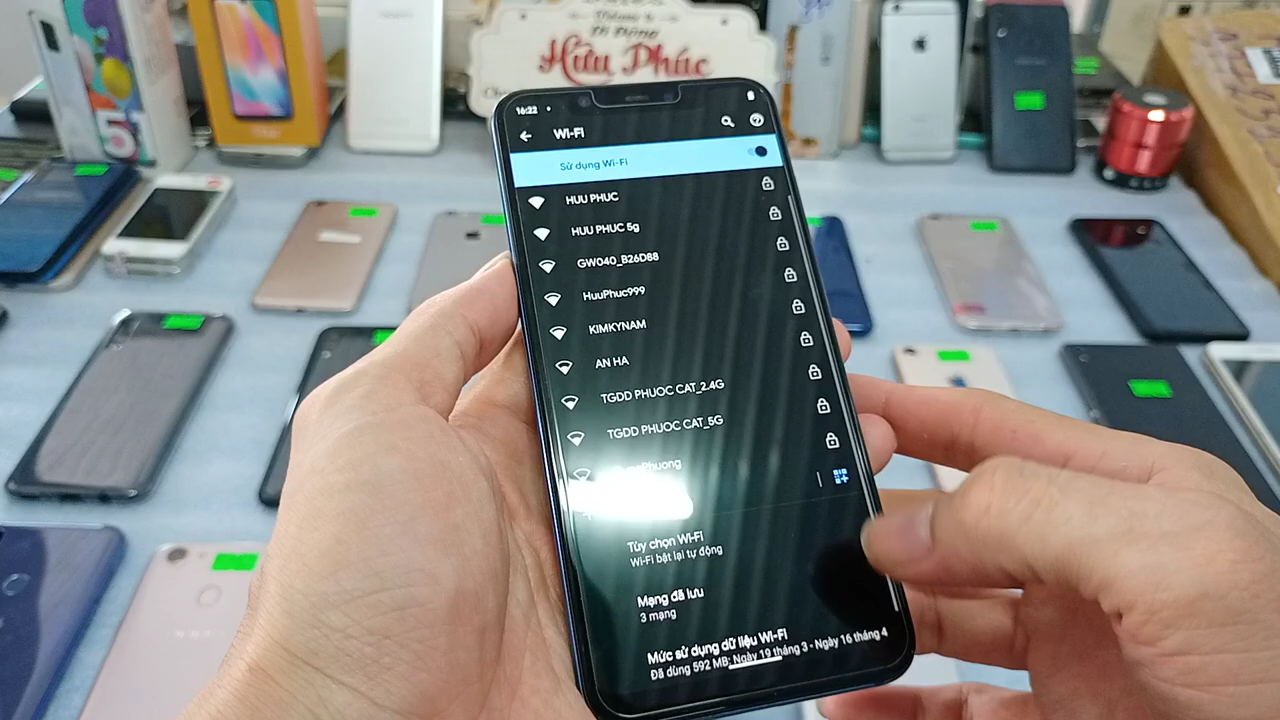 Di Động
Hữu Phúc
16:22
Wi-Fi
Sử dụng Wi-Fi
HUU PHUC
HUU PHUC 5g
GW040_B26D88
HuuPhuc999
KIMKYNAM
AN HA
TGDD PHUOC CAT_2.4G
TGDD PHUOC CAT_5G
Tùy chọn Wi-Fi
Wi-Fi bật lại tự động
Mạng đã lưu
3 mạng
Mức sử dụng dữ liệu Wi-Fi
Đã dùng 592 MB: Ngày 19 tháng 3 - Ngày 16 tháng 4